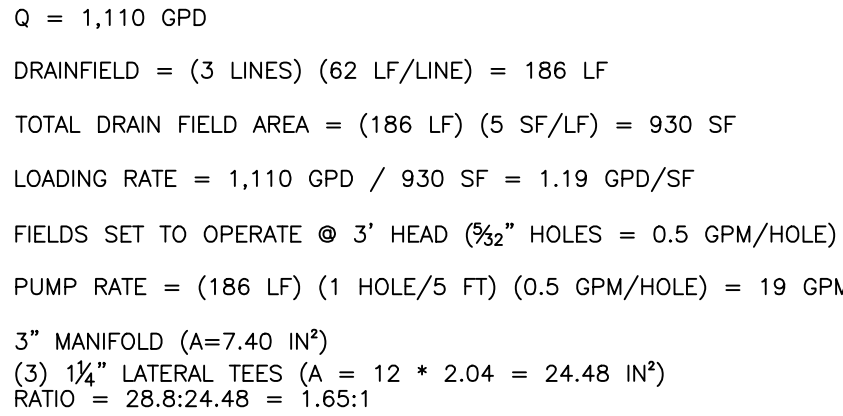 Q = 1,110 GPD
DRAINFIELD = (3 LINES) (62 LF/LINE) = 186 LF
TOTAL DRAIN FIELD AREA = (186 LF) (5 SF/LF) = 930 SF
LOADING RATE = 1,110 GPD / 930 SF = 1.19 GPD/SF
FIELDS SET TO OPERATE @ 3' HEAD (5/32" HOLES = 0.5 GPM/HOLE)
PUMP RATE = (186 LF) (1 HOLE/5 FT) (0.5 GPM/HOLE) = 19 GPM
3" MANIFOLD (A=7.40 IN²)
(3) 1¼" LATERAL TEES (A = 12 * 2.04 = 24.48 IN²)
RATIO = 28.8:24.48 = 1.65:1